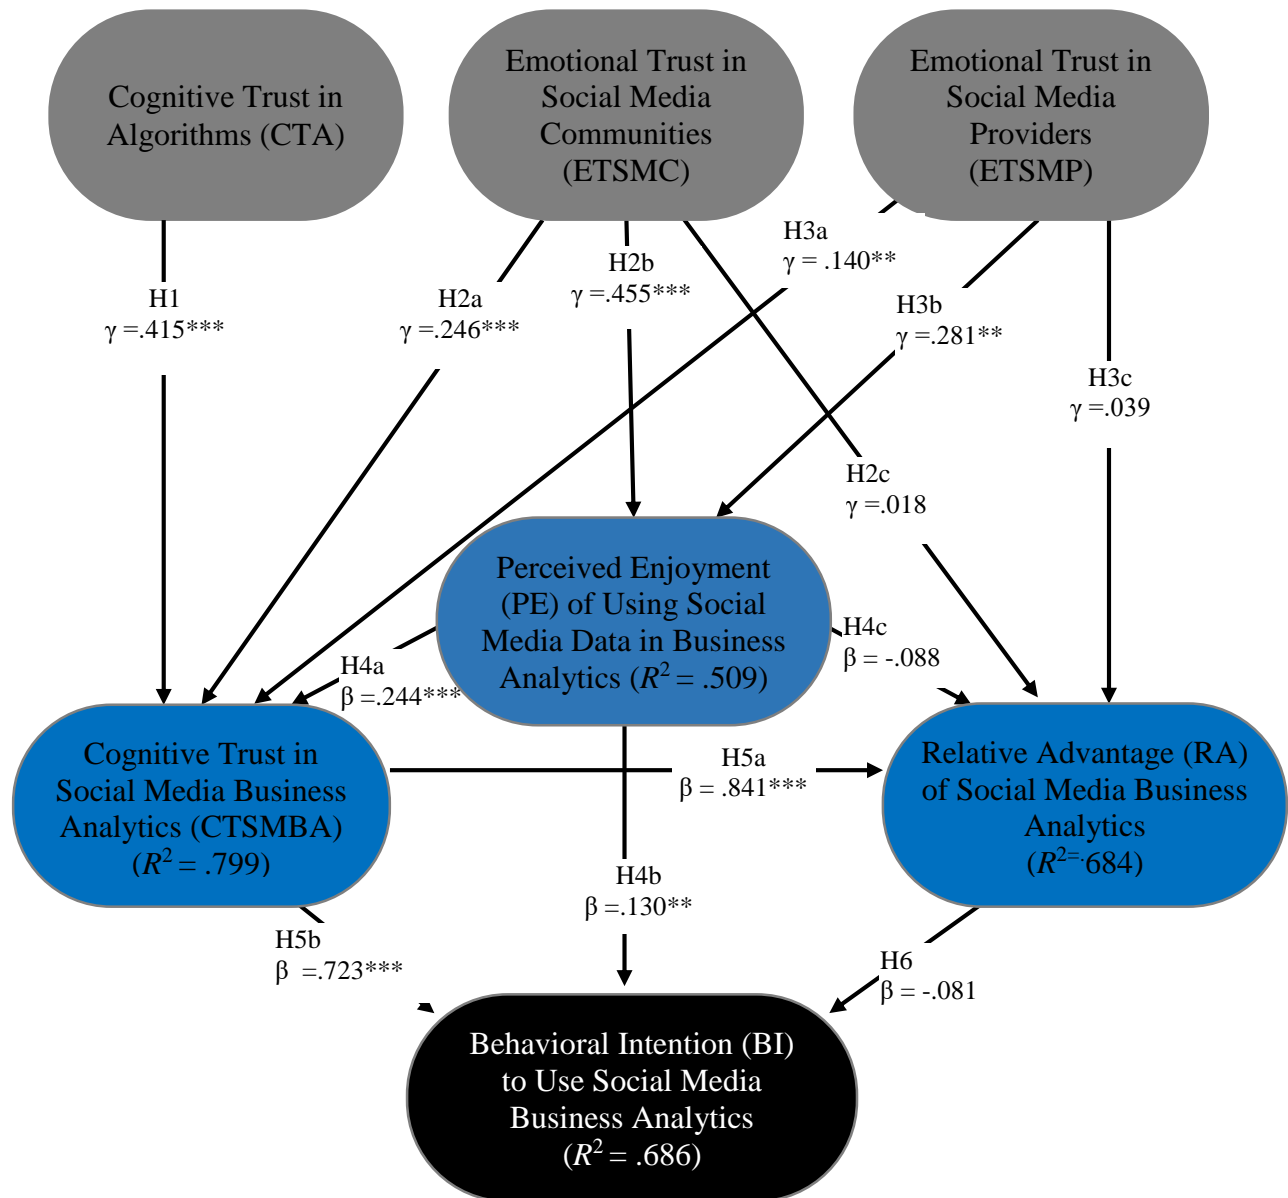 Cognitive Trust in
Algorithms (CTA)
Emotional Trust in
Social Media
Communities
(ETSMC)
Emotional Trust in
Social Media
Providers
(ETSMP)
H1
γ =.415***
H2a
γ =.246***
H2b
γ =.455***
H3a
γ = .140**
H3b
γ =.281**
H3c
γ =.039
H2c
γ =.018
Perceived Enjoyment
(PE) of Using Social
Media Data in Business
Analytics (R² = .509)
H4a
β =.244***
H4c
β = -.088
Cognitive Trust in
Social Media Business
Analytics (CTSMBA)
(R² = .799)
H5a
β = .841***
Relative Advantage (RA)
of Social Media Business
Analytics
(R²⁼·684)
H4b
β =.130**
H5b
β  =.723***
H6
β = -.081
Behavioral Intention (BI)
to Use Social Media
Business Analytics
(R² = .686)